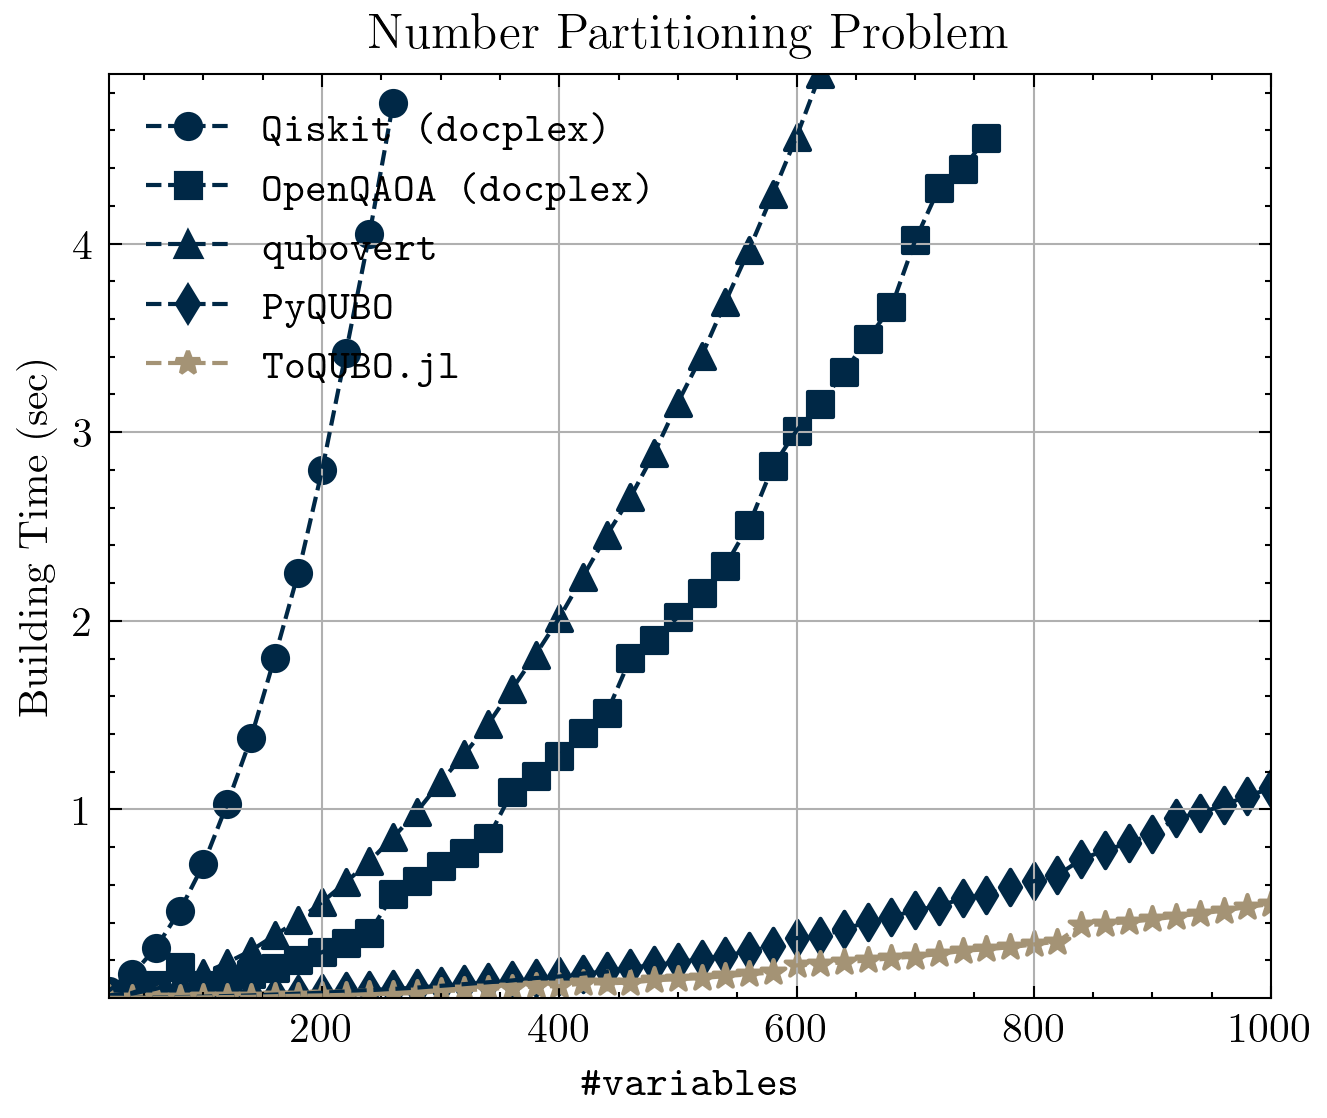 Number Partitioning Problem
Qiskit (docplex)
OpenQAOA (docplex)
qubovert
PyQUBO
ToQUBO.jl
Building Time (sec)
4
3
2
1
200 400 600 800 1000
#variables